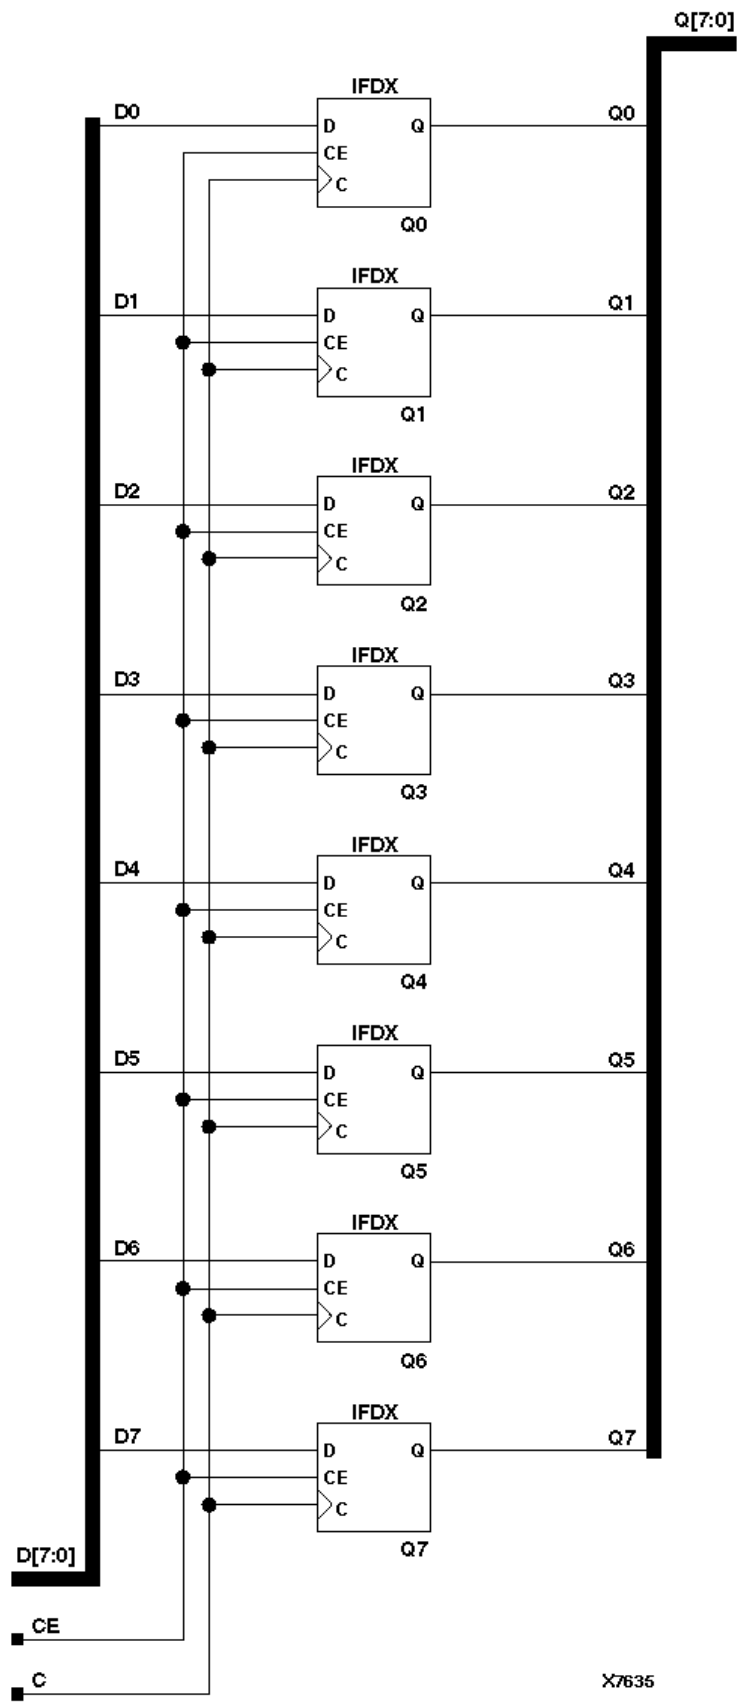 Q[7:0]
IFDX
D0 D Q Q0
CE
C
Q0
IFDX
D1 D Q Q1
CE
C
Q1
IFDX
D2 D Q Q2
CE
C
Q2
IFDX
D3 D Q Q3
CE
C
Q3
IFDX
D4 D Q Q4
CE
C
Q4
IFDX
D5 D Q Q5
CE
C
Q5
IFDX
D6 D Q Q6
CE
C
Q6
IFDX
D7 D Q Q7
CE
C
Q7
D[7:0]
CE
C
X7635